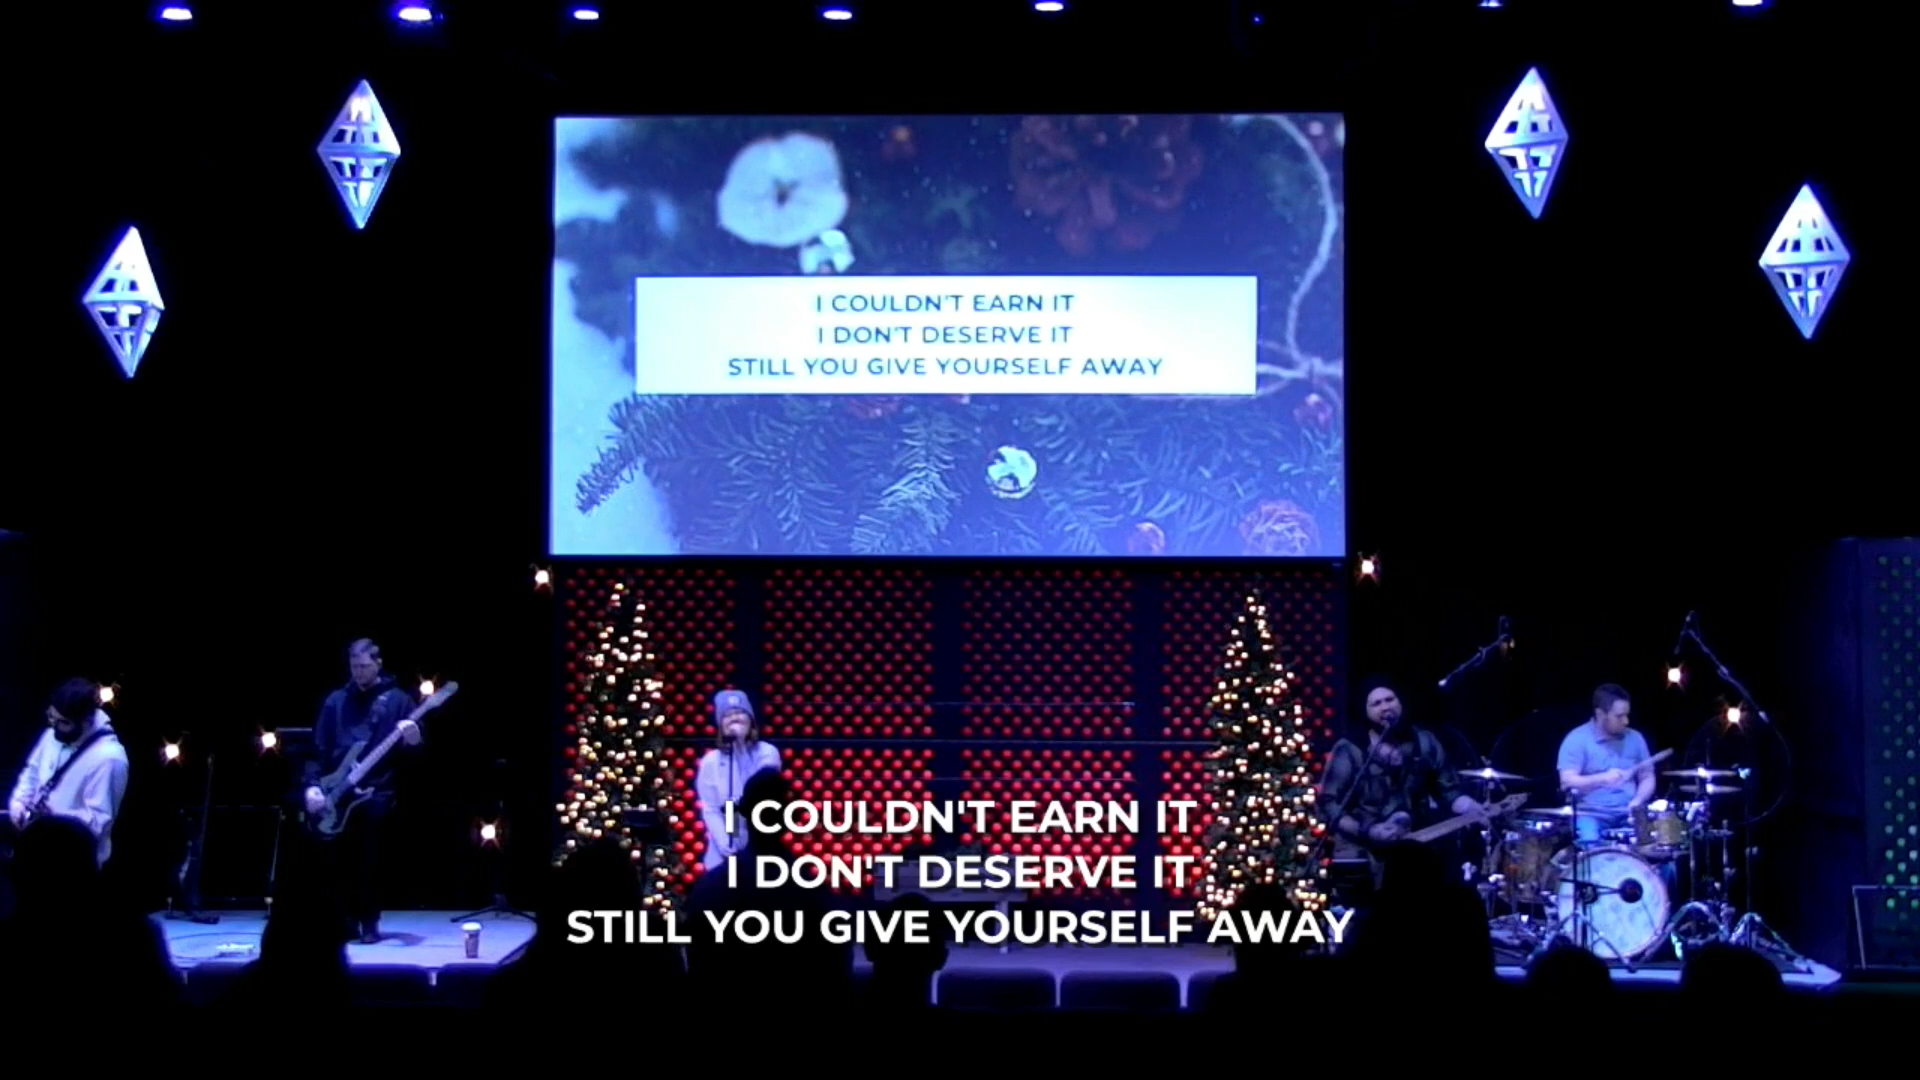 I COULDN'T EARN IT
I DON'T DESERVE IT
STILL YOU GIVE YOURSELF AWAY
I COULDN'T EARN IT
I DON'T DESERVE IT
STILL YOU GIVE YOURSELF AWAY